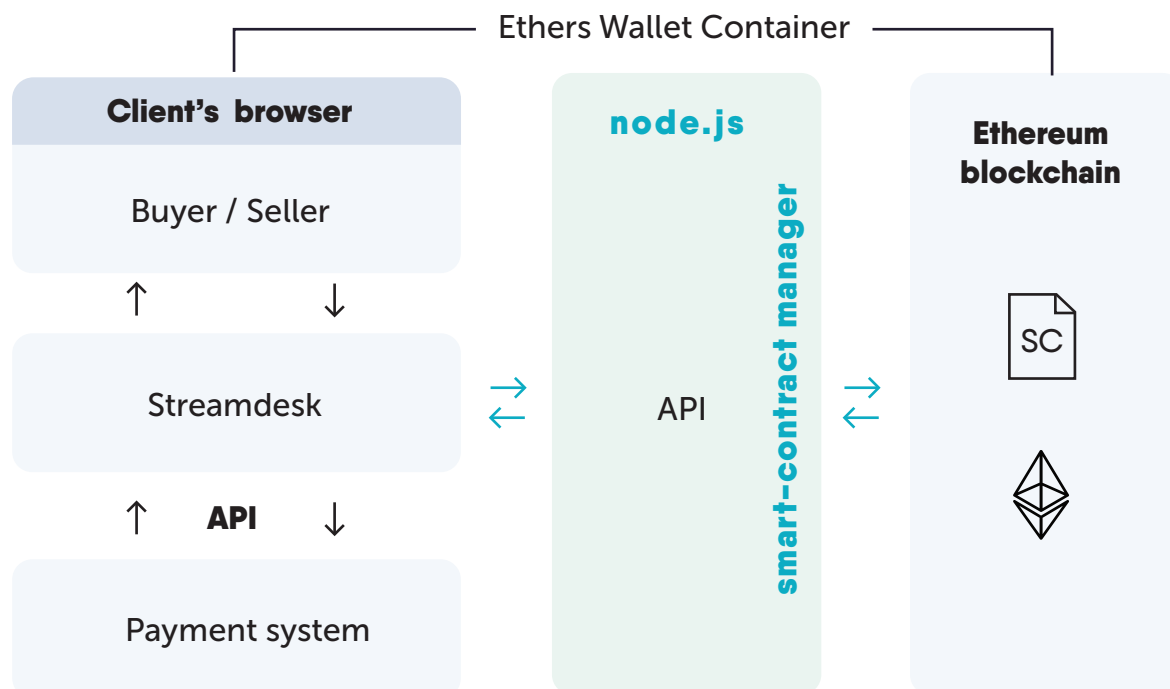 Ethers Wallet Container
Client's browser
Buyer / Seller
Streamdesk
API
Payment system
node.js
API
smart-contract manager
Ethereum
blockchain
SC